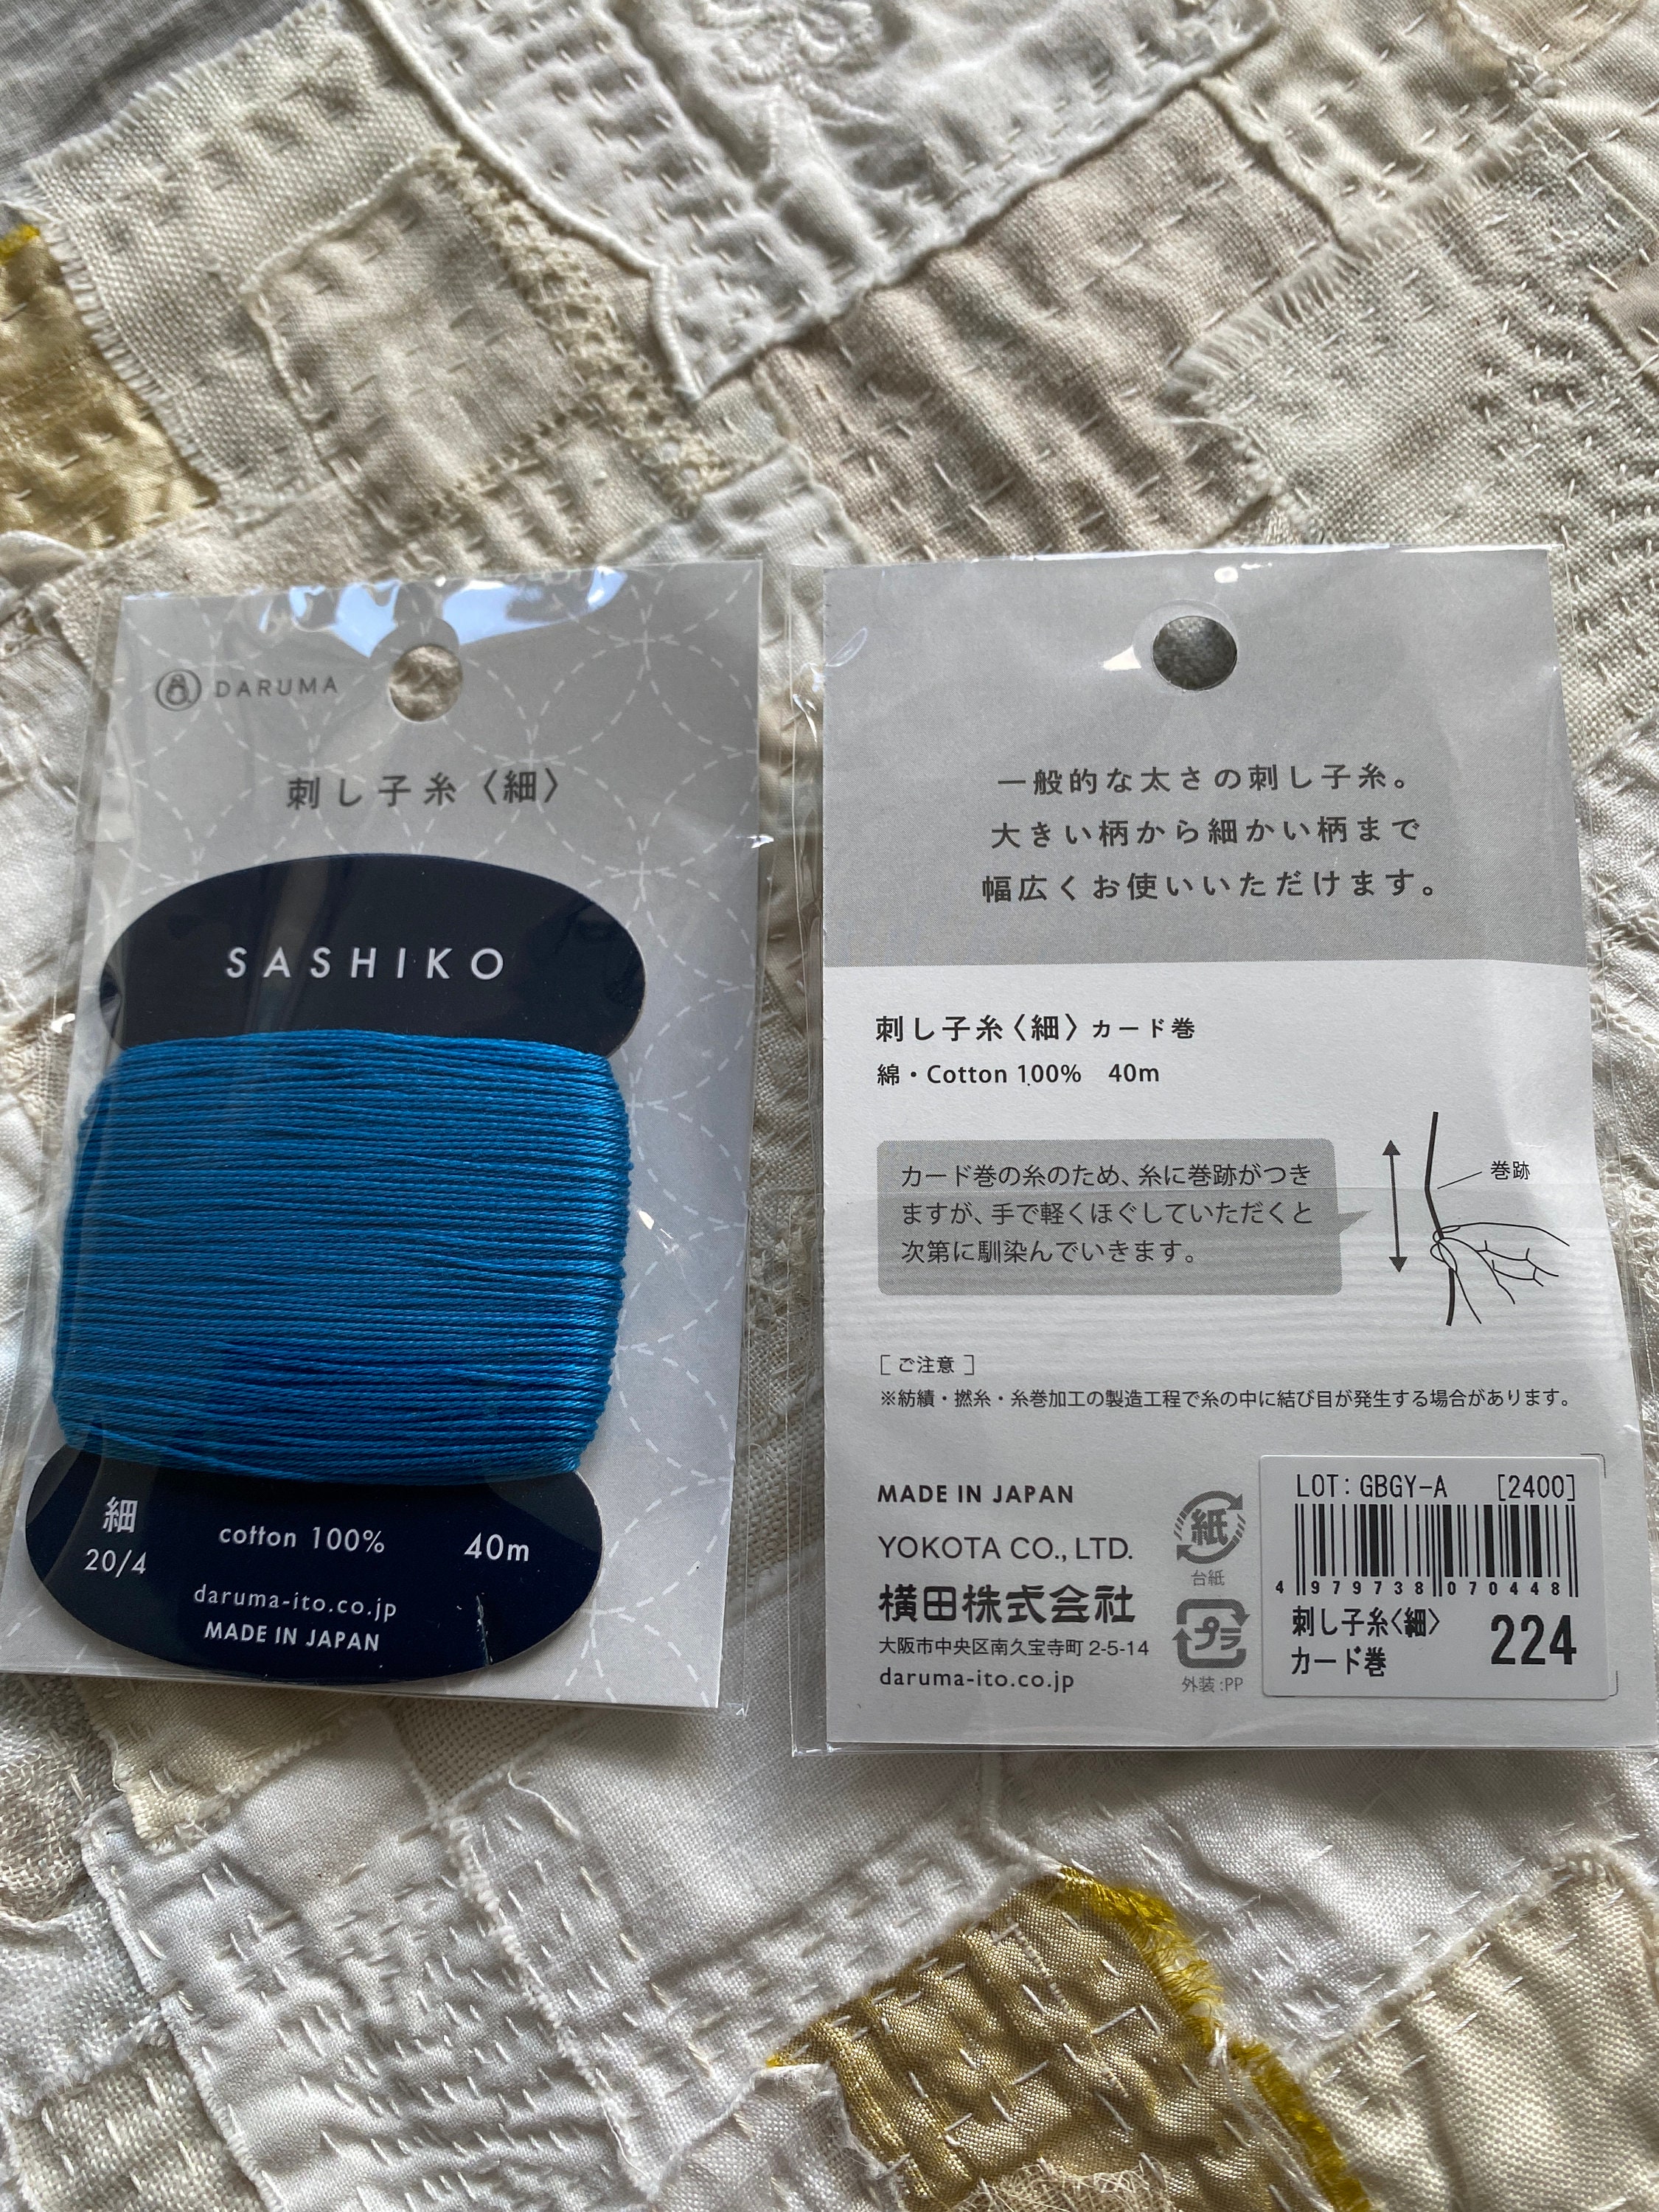 DARUMA
刺し子糸〈細〉
SASHIKO
細
20/4
cotton 100%
40m
daruma-ito.co.jp
MADE IN JAPAN
一般的な太さの刺し子糸。
大きい柄から細かい柄まで
幅広くお使いいただけます。
刺し子糸〈細〉カード巻
綿・Cotton 100% 40m
カード巻の糸のため、糸に巻跡がつき
ますが、手で軽くほぐしていただくと
次第に馴染んでいきます。
巻跡
[ ご注意 ]
※紡績・撚糸・糸巻加工の製造工程で糸の中に結び目が発生する場合があります。
MADE IN JAPAN
YOKOTA CO., LTD.
横田株式会社
大阪市中央区南久宝寺町 2-5-14
daruma-ito.co.jp
紙
台紙
プラ
外装:PP
LOT: GBGY-A [2400]
4 979738 070448
刺し子糸〈細〉
カード巻
224